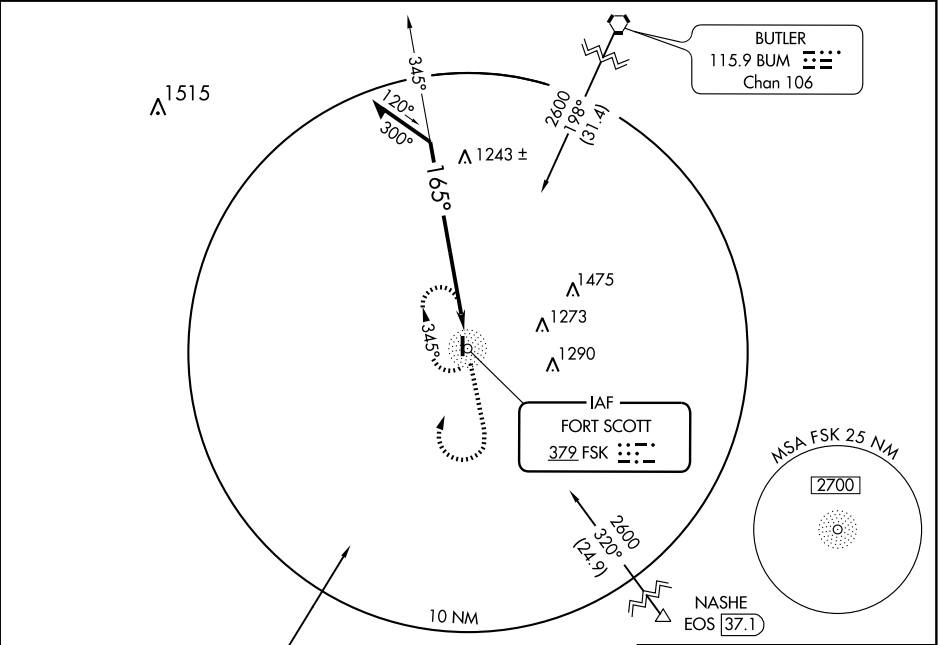 1515
345°
120°
300°
1243 ±
165°
BUTLER
115.9 BUM
Chan 106
2600
198°
(31.4)
1475
1273
1290
345°
IAF
FORT SCOTT
379 FSK
MSA FSK 25 NM
2700
2600
320°
(24.9)
NASHE
EOS 37.1
10 NM